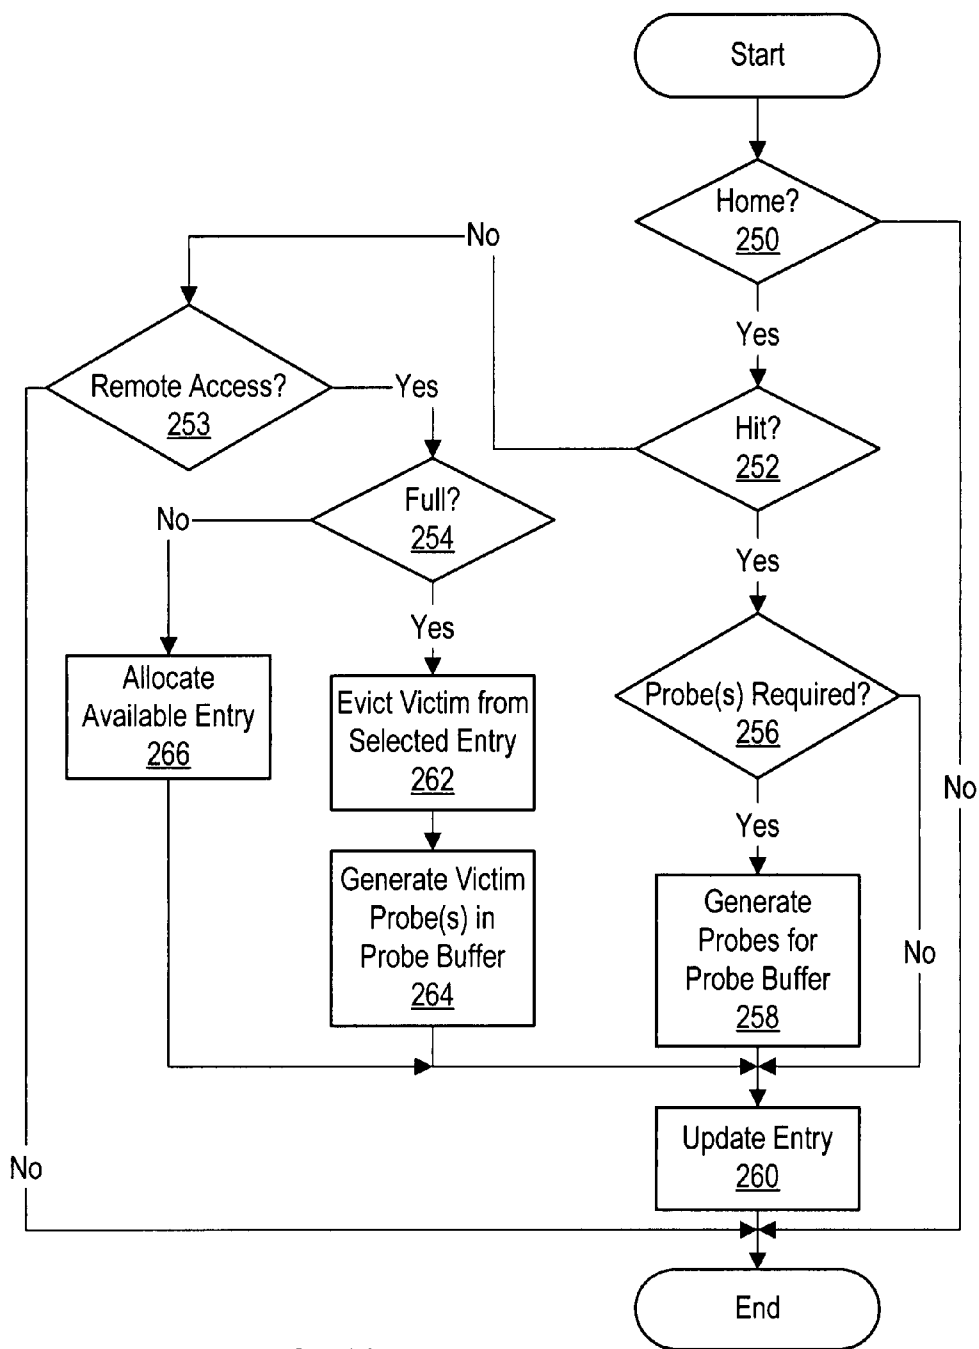 Start
Home?
250
No
Yes
Remote Access?
253
Yes
Hit?
252
Full?
254
No
Yes
Yes
Allocate
Available Entry
266
Evict Victim from
Selected Entry
262
Probe(s) Required?
256
No
Yes
Generate Victim
Probe(s) in
Probe Buffer
264
Generate
Probes for
Probe Buffer
258
No
Update Entry
260
No
End